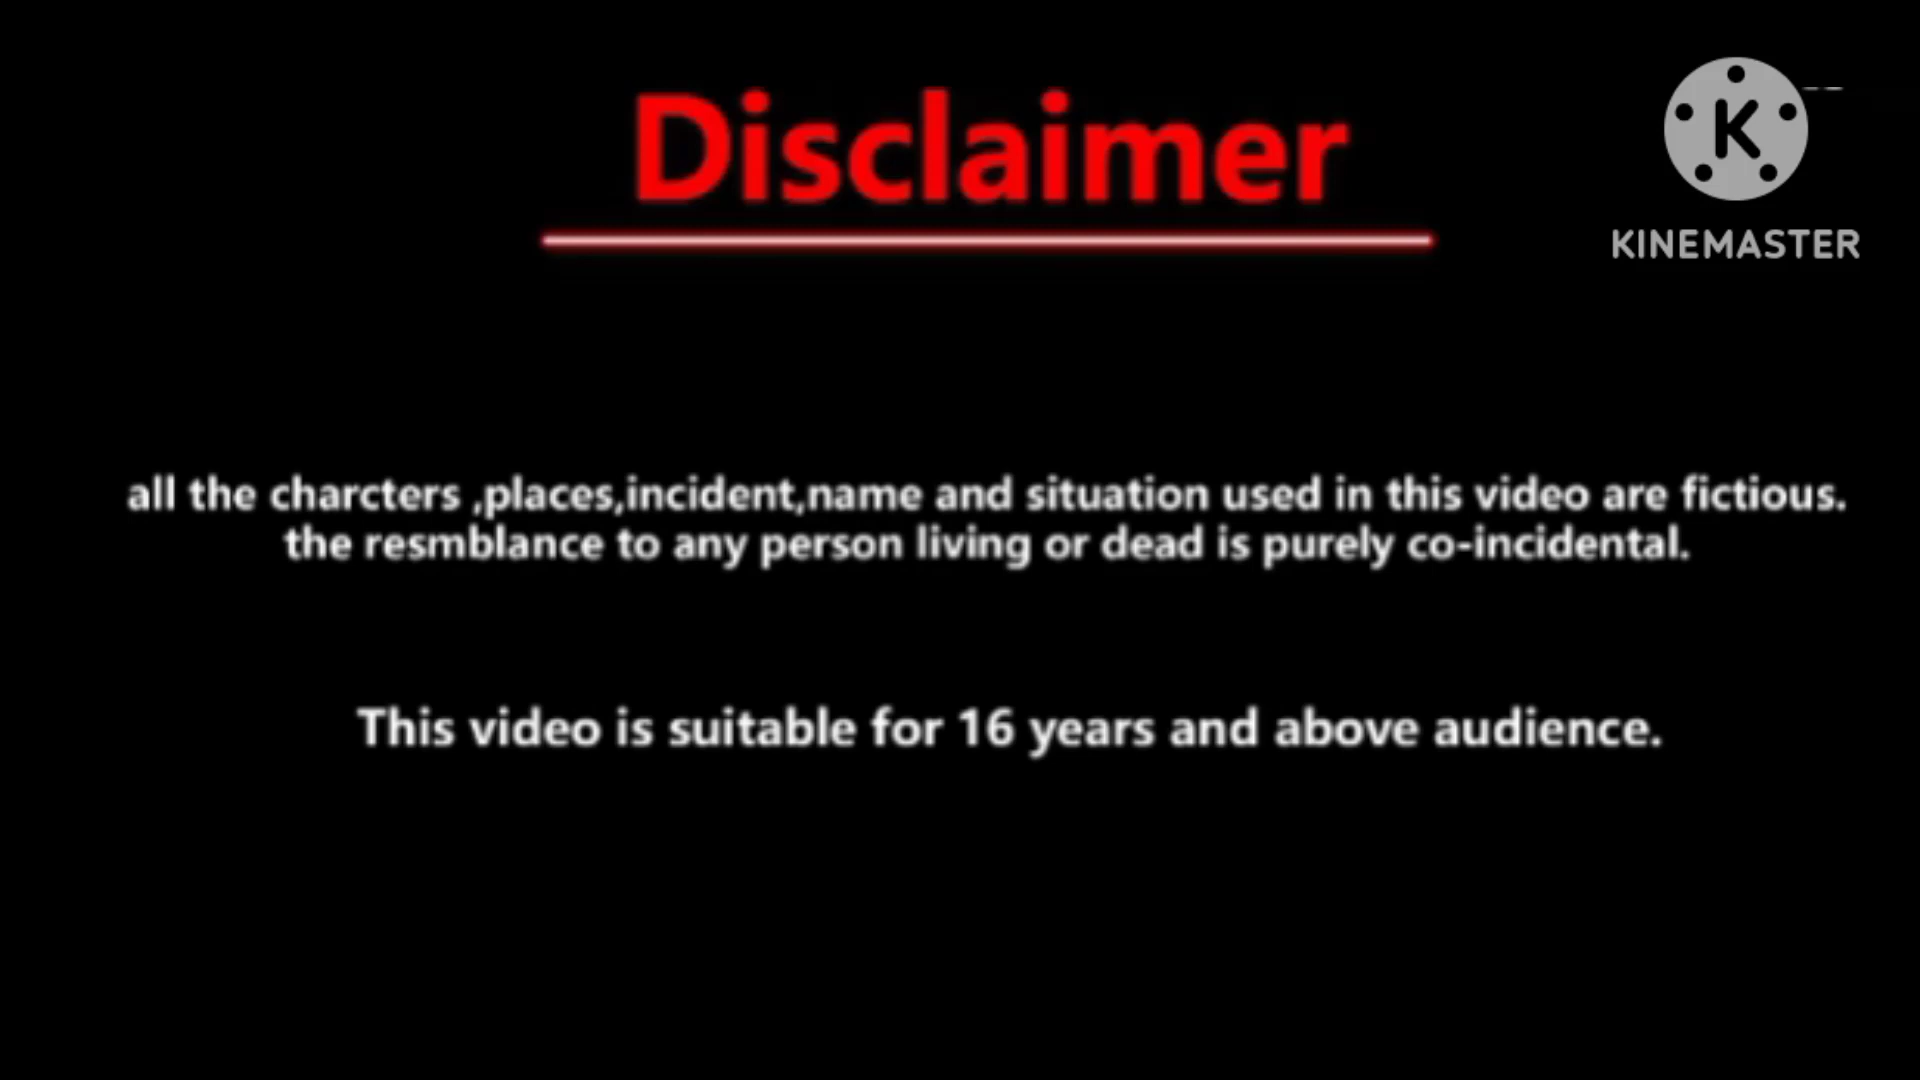 Disclaimer
K
KINEMASTER
all the charcters ,places,incident,name and situation used in this video are fictious.
the resmblance to any person living or dead is purely co-incidental.
This video is suitable for 16 years and above audience.